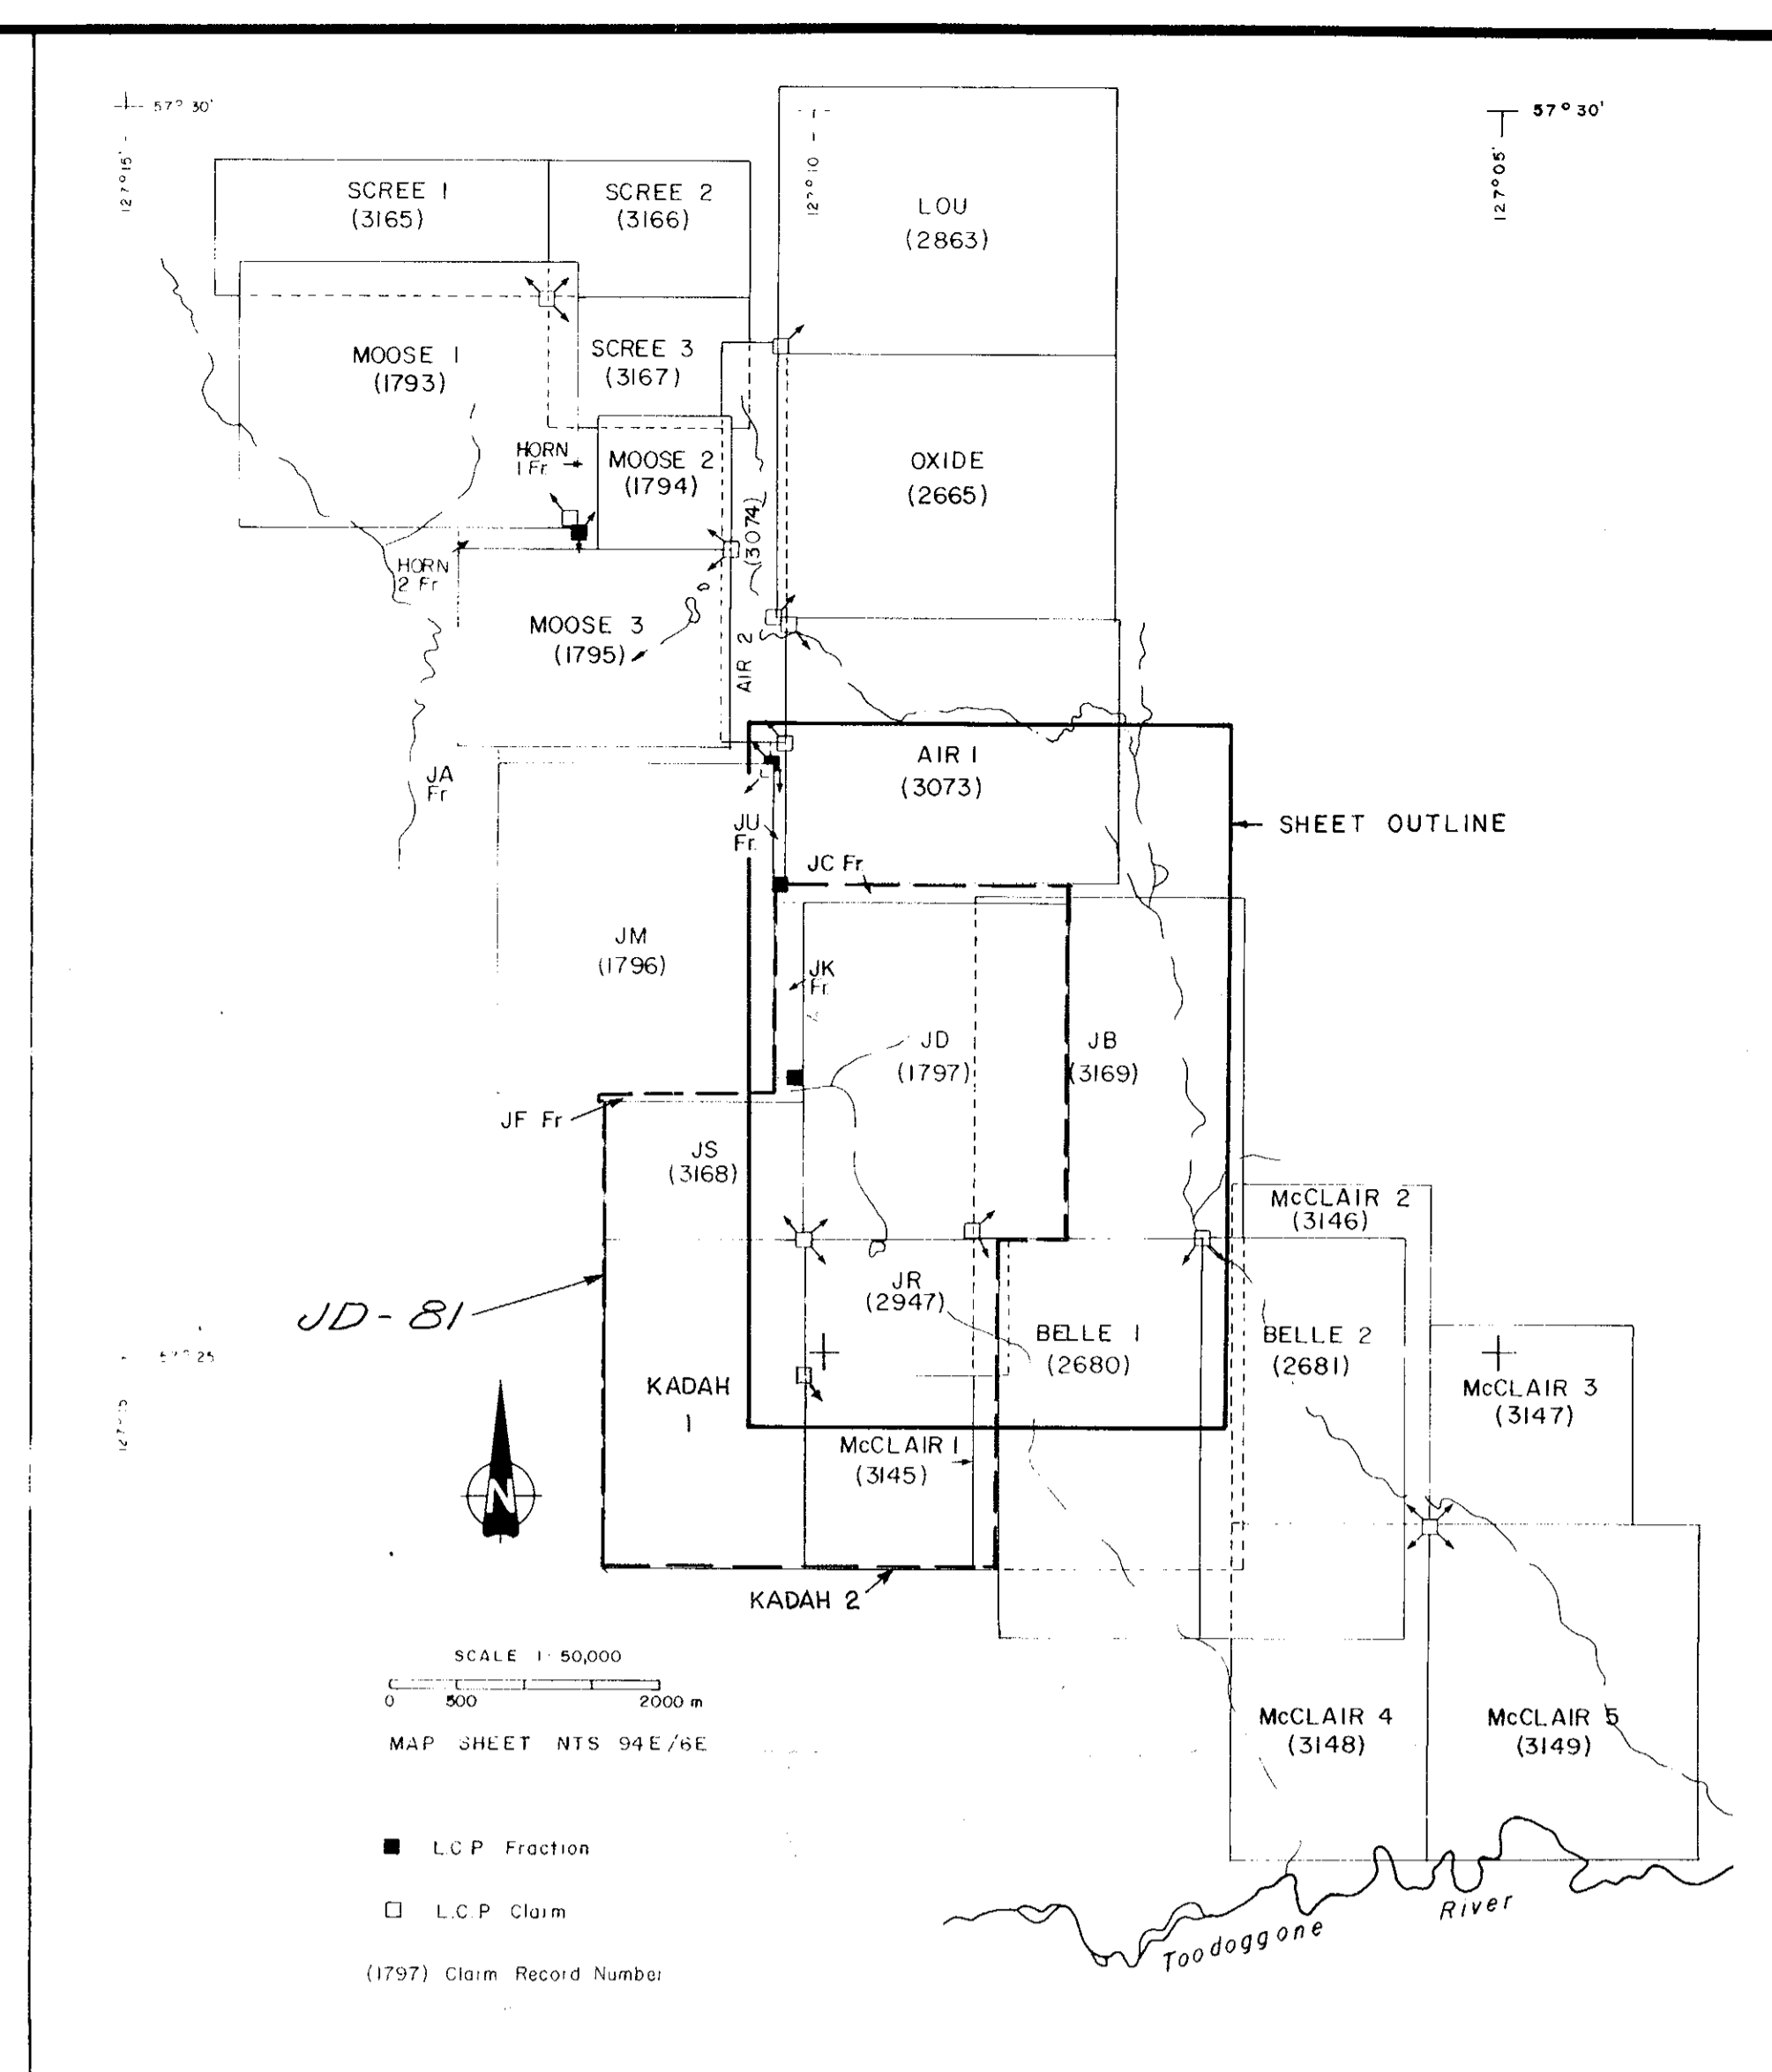 57° 30'
57° 30'
127°15'
127°10
127°05'
SCREE 1
(3165)
SCREE 2
(3166)
LOU
(2863)
MOOSE 1
(1793)
SCREE 3
(3167)
HORN
1 Fr.
MOOSE 2
(1794)
OXIDE
(2665)
(3074)
AIR 2
HORN
2 Fr
MOOSE 3
(1795)
JA
Fr
AIR 1
(3073)
SHEET OUTLINE
JU
Fr.
JC Fr.
JM
(1796)
JK
Fr.
JD
(1797)
JB
(3169)
JF Fr
JS
(3168)
McCLAIR 2
(3146)
JD-81
JR
(2947)
BELLE 1
(2680)
BELLE 2
(2681)
57° 25
127°15
KADAH
1
McCLAIR 3
(3147)
McCLAIR 1
(3145)
N
KADAH 2
SCALE 1:50,000
0 500 2000 m
MAP SHEET NTS 94E/6E
McCLAIR 4
(3148)
McCLAIR 5
(3149)
L.C.P Fraction
L.C.P Claim
(1797) Claim Record Number
Toodoggone River